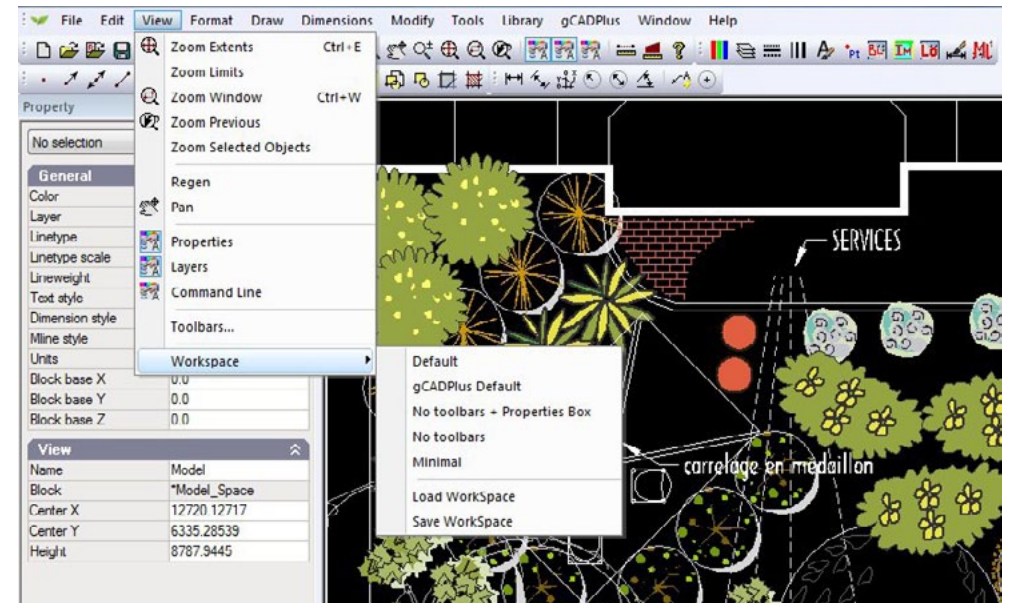 File Edit View Format Draw Dimensions Modify Tools Library gCADPlus Window Help
Zoom Extents Ctrl+E
Zoom Limits
Zoom Window Ctrl+W
Zoom Previous
Zoom Selected Objects
Regen
Pan
Properties
Layers
Command Line
Toolbars...
Workspace
Default
gCADPlus Default
No toolbars + Properties Box
No toolbars
Minimal
Load WorkSpace
Save WorkSpace
Property
No selection
General
Color
Layer
Linetype
Linetype scale
Lineweight
Text style
Dimension style
Mline style
Units
Block base X 0.0
Block base Y 0.0
Block base Z 0.0
View
Name Model
Block *Model_Space
Center X 12720.12717
Center Y 6335.28539
Height 8787.9445
SERVICES
carrelage en médaillon